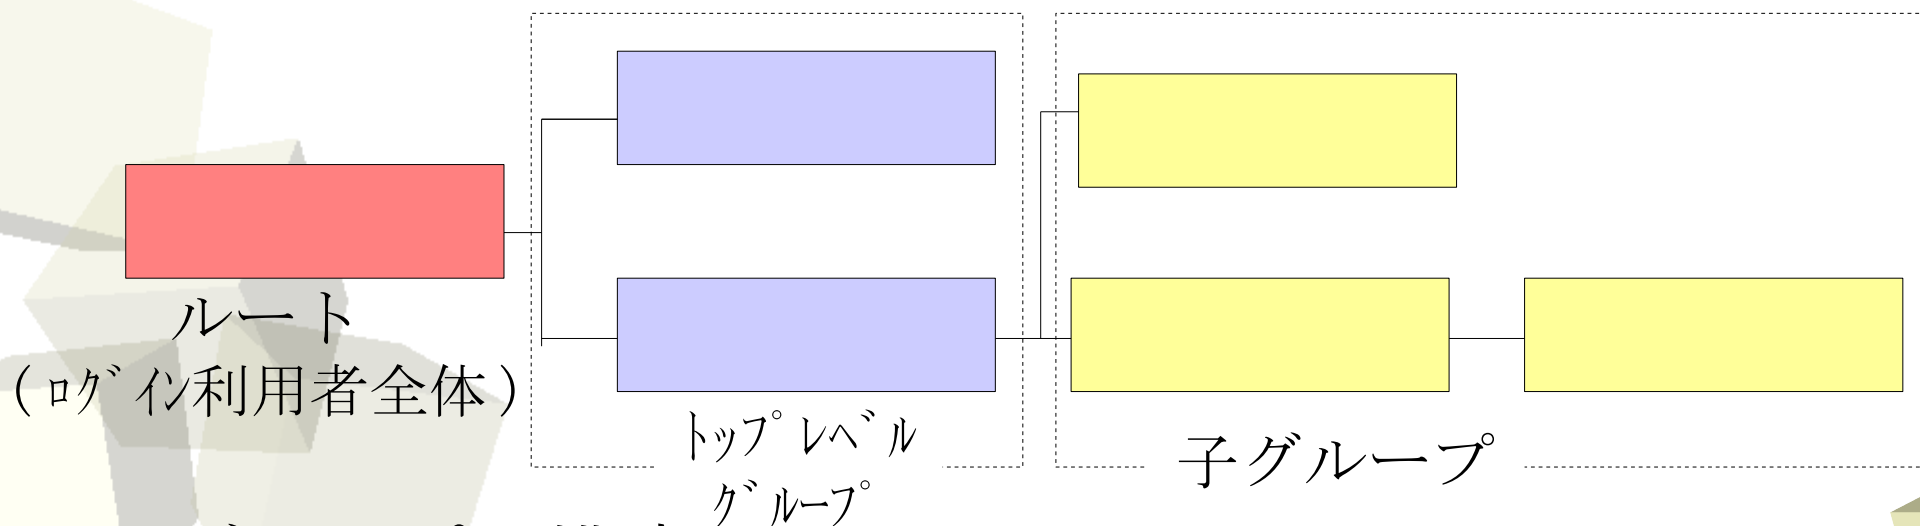 ルート
(ﾛｸﾞｲﾝ利用者全体)
ﾄｯﾌﾟﾚﾍﾞﾙ
ｸﾞﾙｰﾌﾟ
子グループ